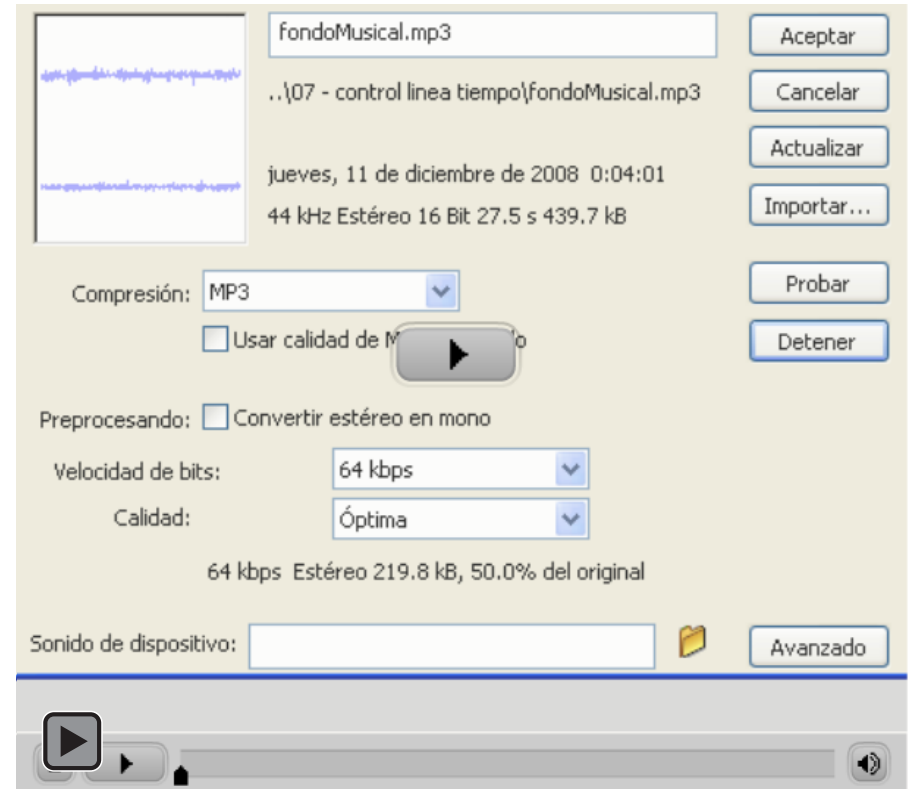 fondoMusical.mp3
Aceptar
..\07 - control linea tiempo\fondoMusical.mp3
Cancelar
Actualizar
jueves, 11 de diciembre de 2008 0:04:01
44 kHz Estéreo 16 Bit 27.5 s 439.7 kB
Importar...
Compresión: MP3
Probar
Usar calidad de
Detener
Preprocesando: Convertir estéreo en mono
Velocidad de bits: 64 kbps
Calidad: Óptima
64 kbps Estéreo 219.8 kB, 50.0% del original
Sonido de dispositivo:
Avanzado